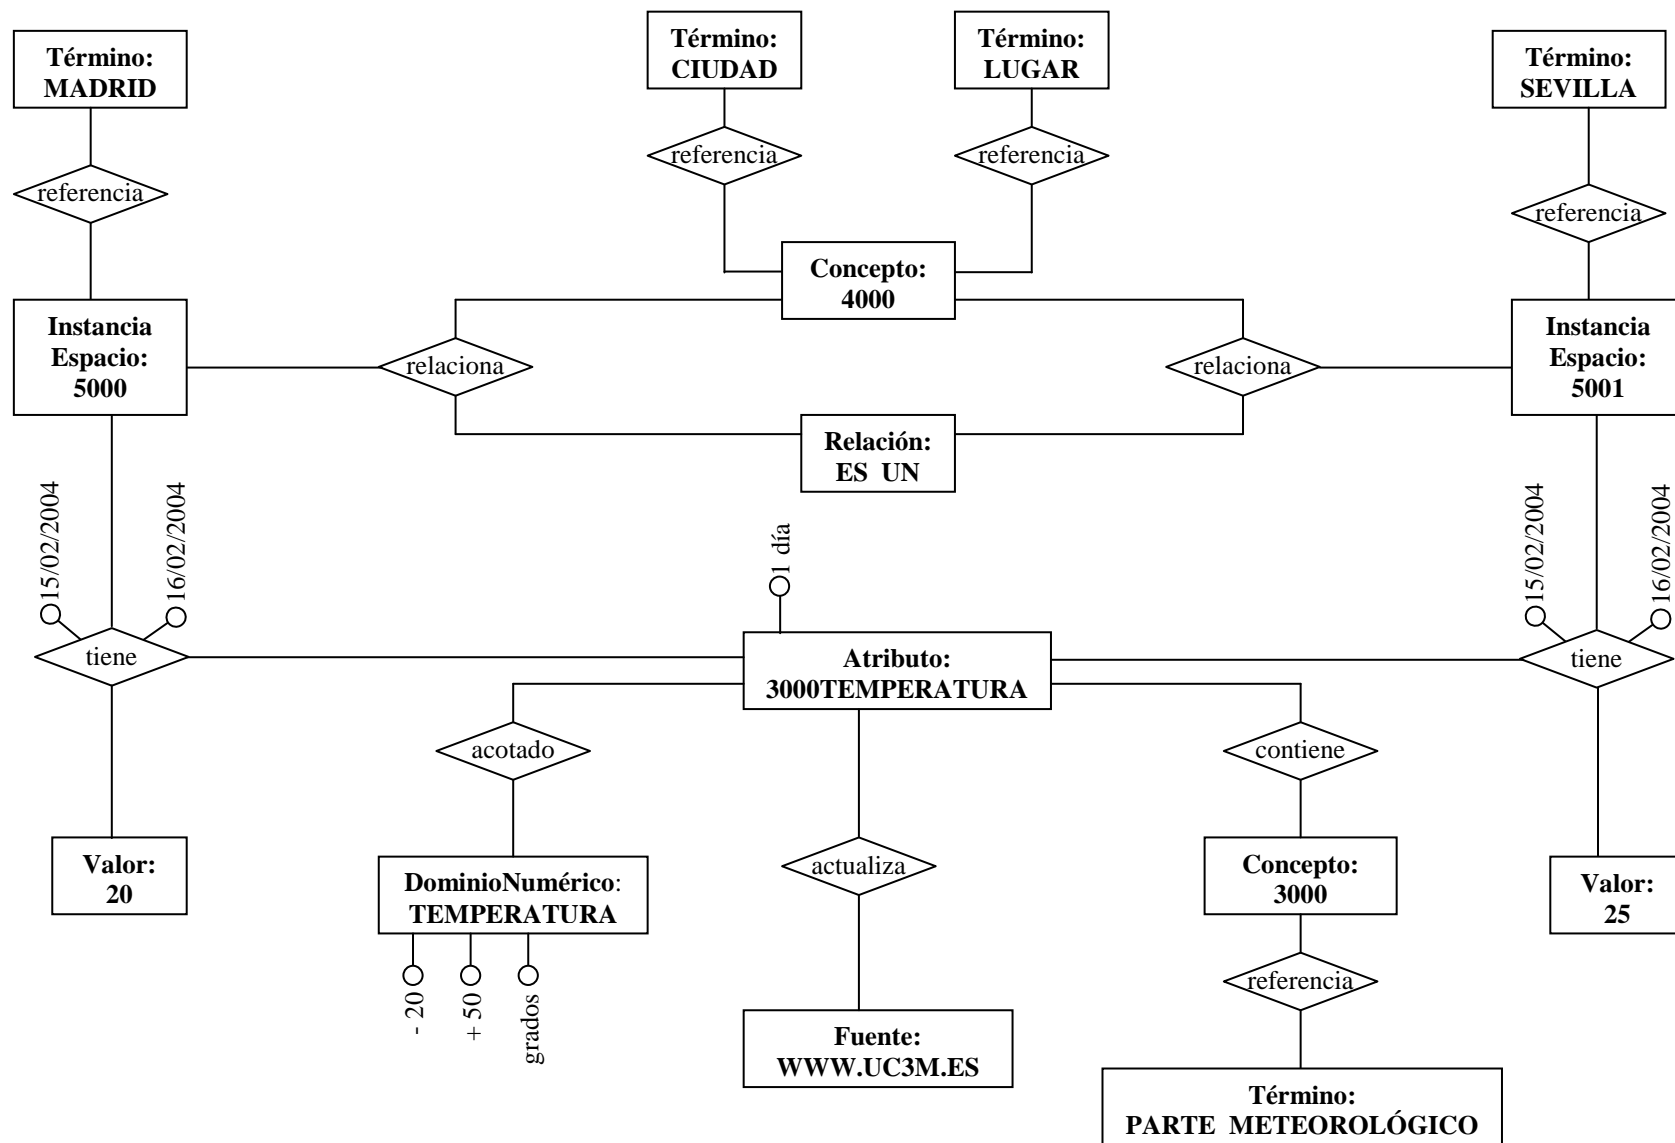 Término:
MADRID
Término:
CIUDAD
Término:
LUGAR
Término:
SEVILLA
referencia
referencia
referencia
referencia
Concepto:
4000
Instancia
Espacio:
5000
relaciona
relaciona
Instancia
Espacio:
5001
Relación:
ES UN
15/02/2004
16/02/2004
1 día
15/02/2004
16/02/2004
tiene
Atributo:
3000TEMPERATURA
tiene
acotado
contiene
Valor:
20
DominioNumérico:
TEMPERATURA
actualiza
Concepto:
3000
Valor:
25
- 20
+ 50
grados
referencia
Fuente:
WWW.UC3M.ES
Término:
PARTE METEOROLÓGICO